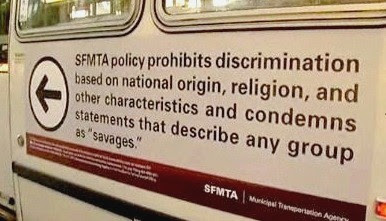 SFMTA policy prohibits discrimination
based on national origin, religion, and
other characteristics and condemns
statements that describe any group
as "savages."
SFMTA | Municipal Transportation Agency